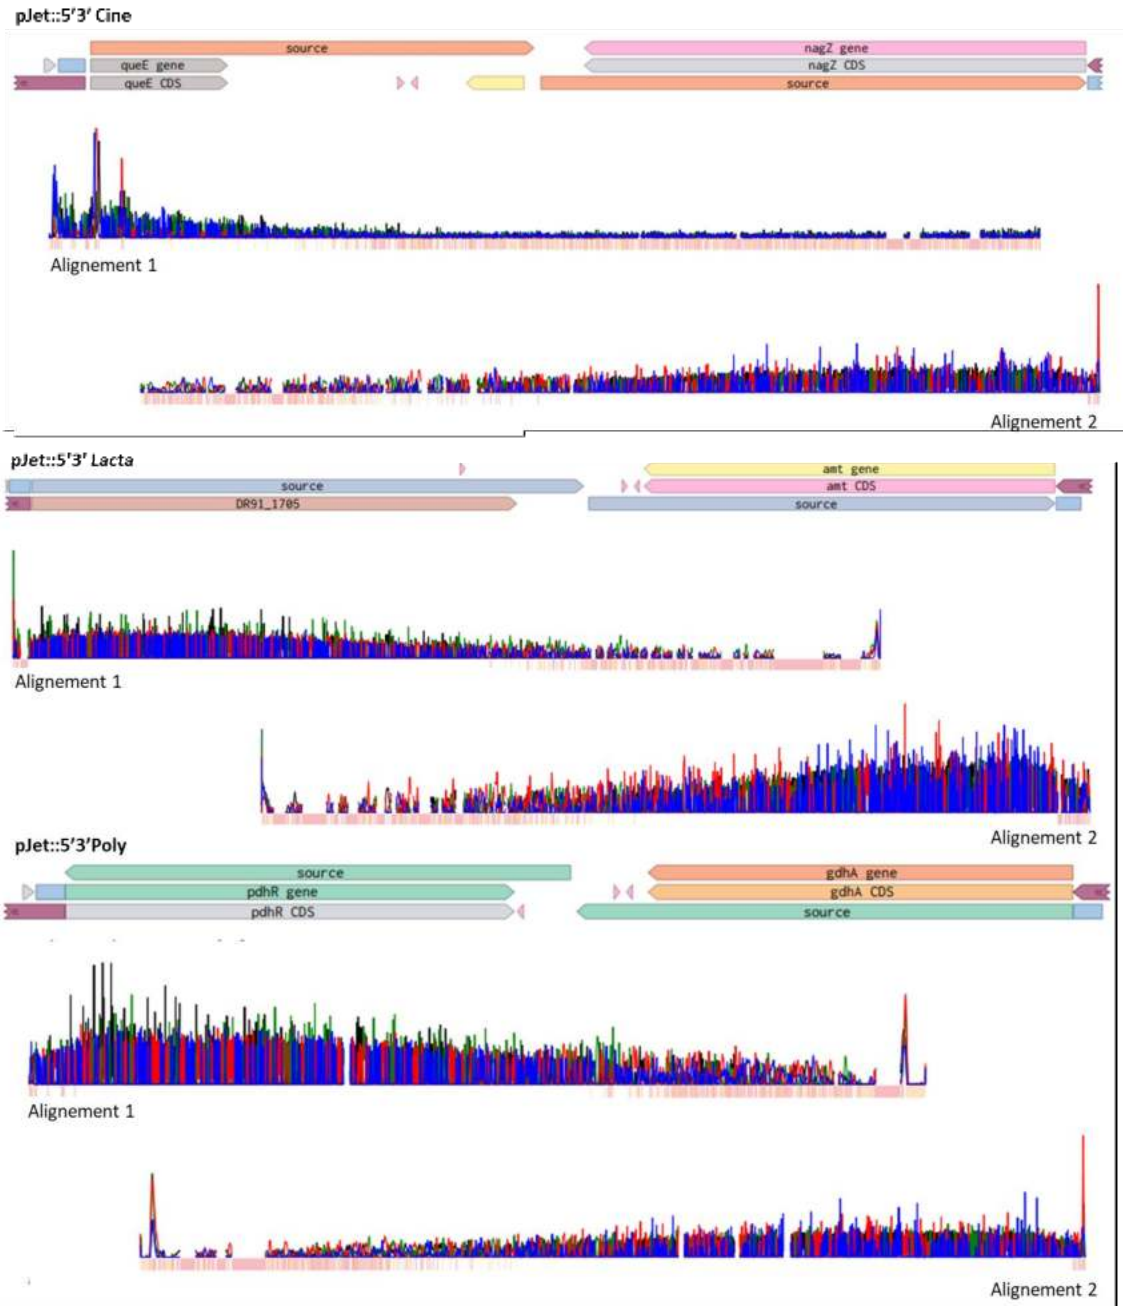 pJet::5'3' Cine
source
nagZ gene
queE gene
nagZ CDS
queE CDS
source
Alignement 1
Alignement 2
pJet::5'3' Lacta
amt gene
source
amt CDS
DR91_1705
source
Alignement 1
Alignement 2
pJet::5'3'Poly
source
gdhA gene
pdhR gene
gdhA CDS
pdhR CDS
source
Alignement 1
Alignement 2